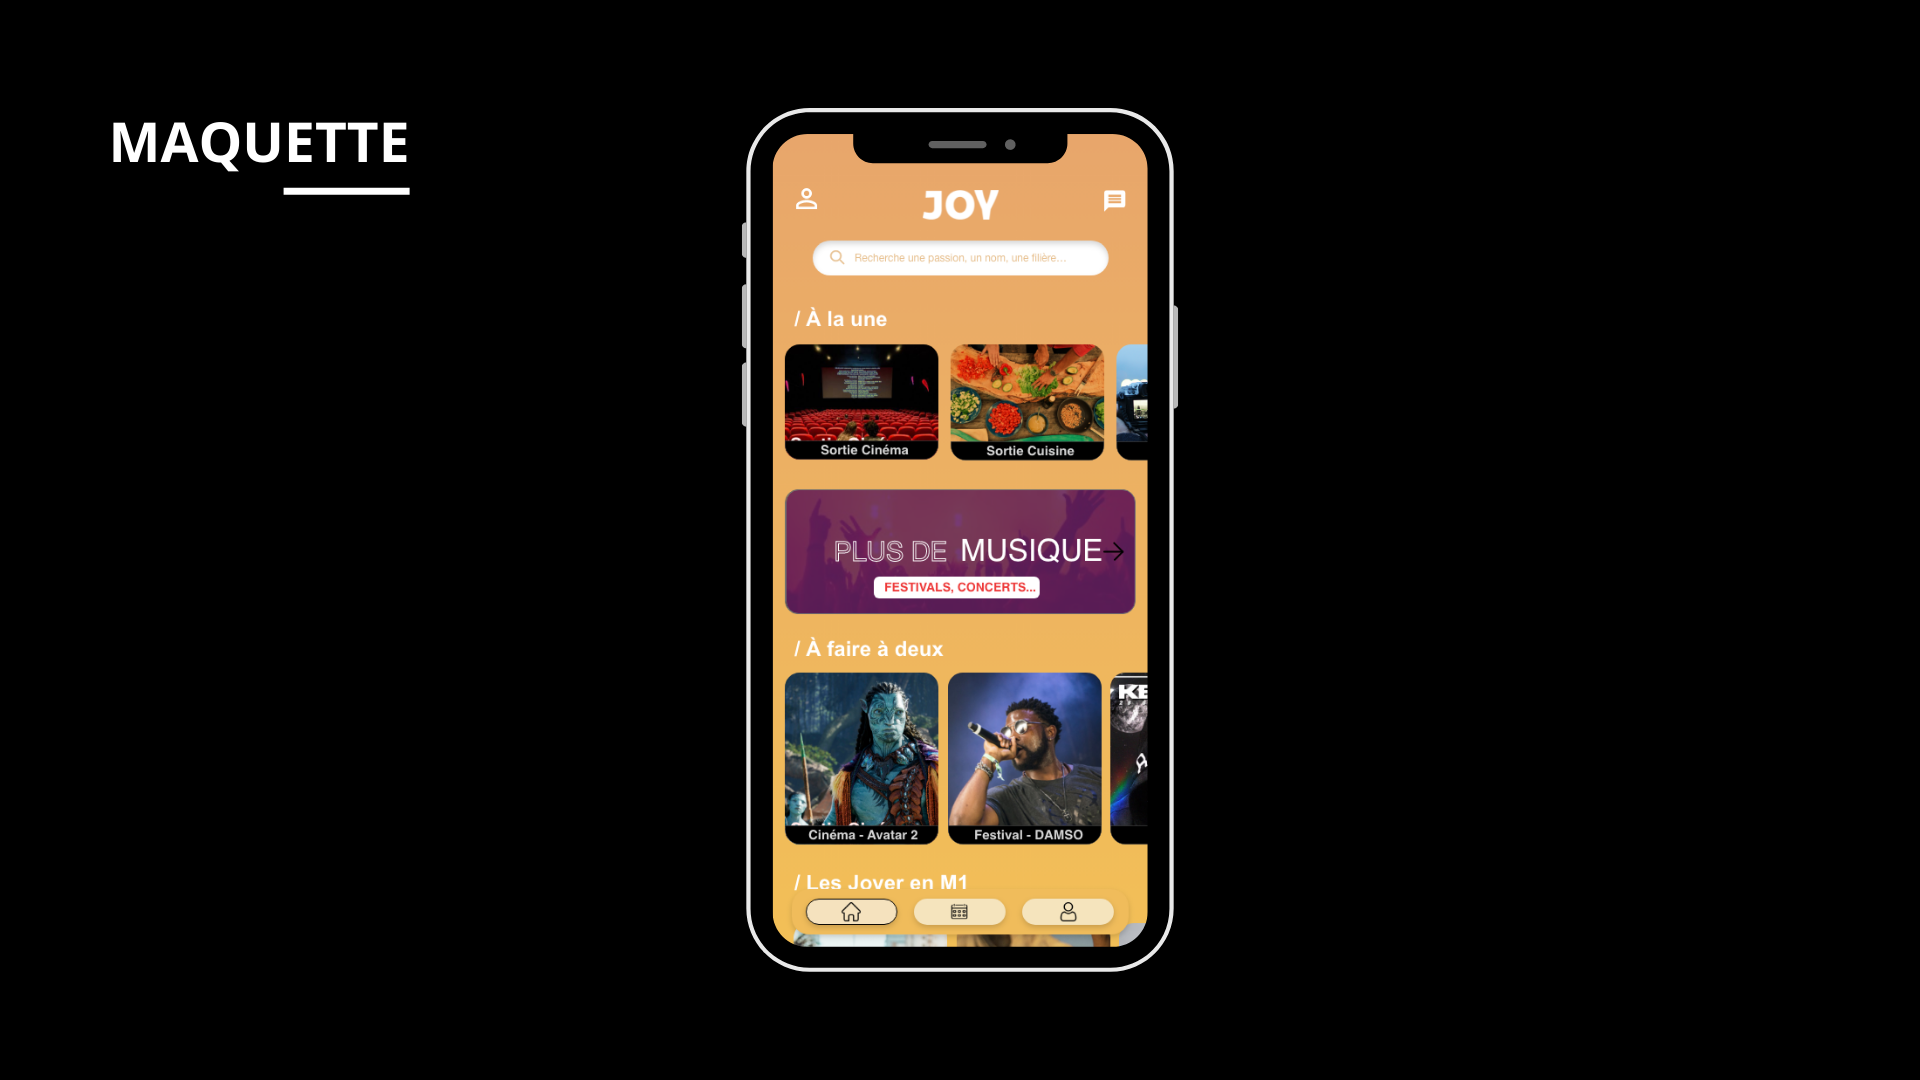 MAQUETTE
JOY
Recherche une passion, un nom, une filière...
/ À la une
Sortie Cinéma
Sortie Cuisine
PLUS DE MUSIQUE
FESTIVALS, CONCERTS...
/ À faire à deux
KE
Cinéma - Avatar 2
Festival - DAMSO
/ Les Joyer en M1